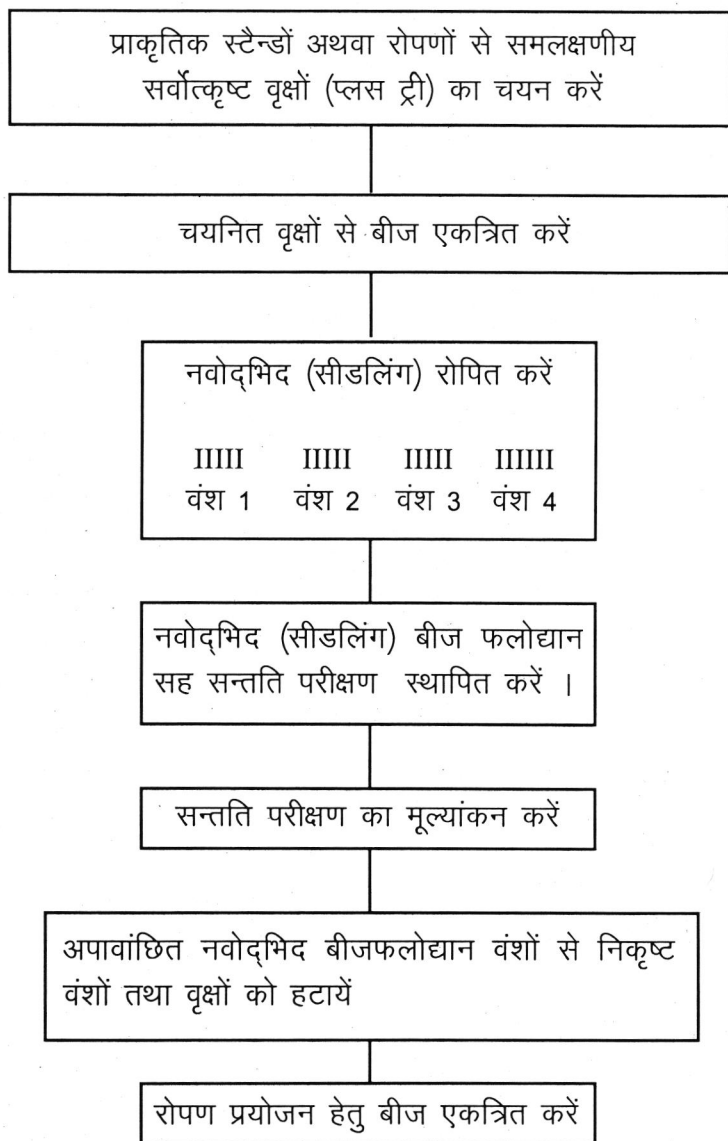 प्राकृतिक स्टैन्डों अथवा रोपणों से समलक्षणीय
सर्वोत्कृष्ट वृक्षों (प्लस ट्री) का चयन करें
चयनित वृक्षों से बीज एकत्रित करें
नवोद्‌भिद (सीडलिंग) रोपित करें
IIIII IIIII IIIII IIIIII
वंश 1 वंश 2 वंश 3 वंश 4
नवोद्‌भिद (सीडलिंग) बीज फलोद्यान
सह सन्तति परीक्षण स्थापित करें ।
सन्तति परीक्षण का मूल्यांकन करें
अपावांछित नवोद्‌भिद बीजफलोद्यान वंशों से निकृष्ट
वंशों तथा वृक्षों को हटायें
रोपण प्रयोजन हेतु बीज एकत्रित करें